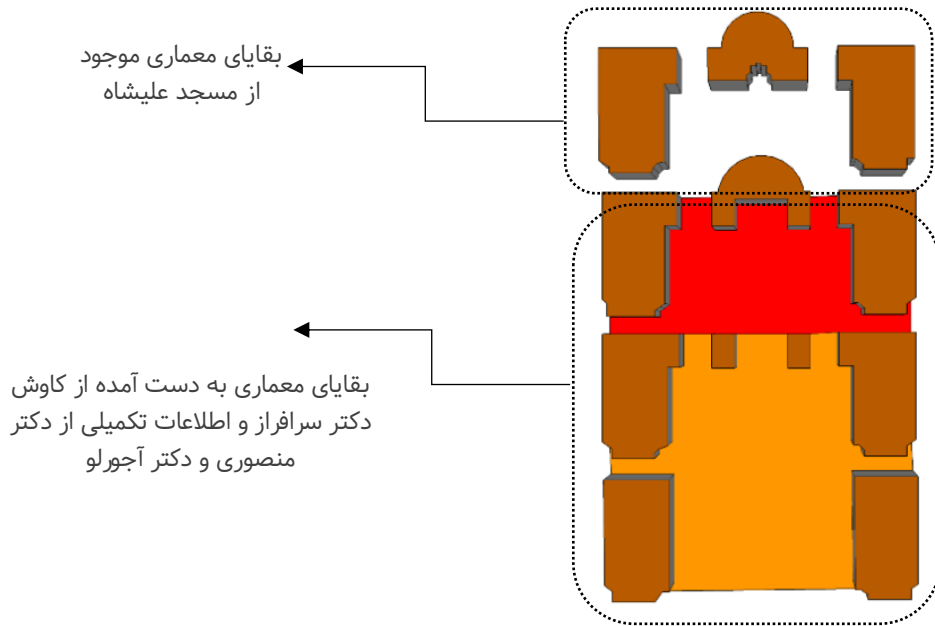 بقایای معماری موجود
از مسجد علیشاه
بقایای معماری به دست آمده از کاوش
دکتر سرافراز و اطلاعات تکمیلی از دکتر
منصوری و دکتر آجورلو